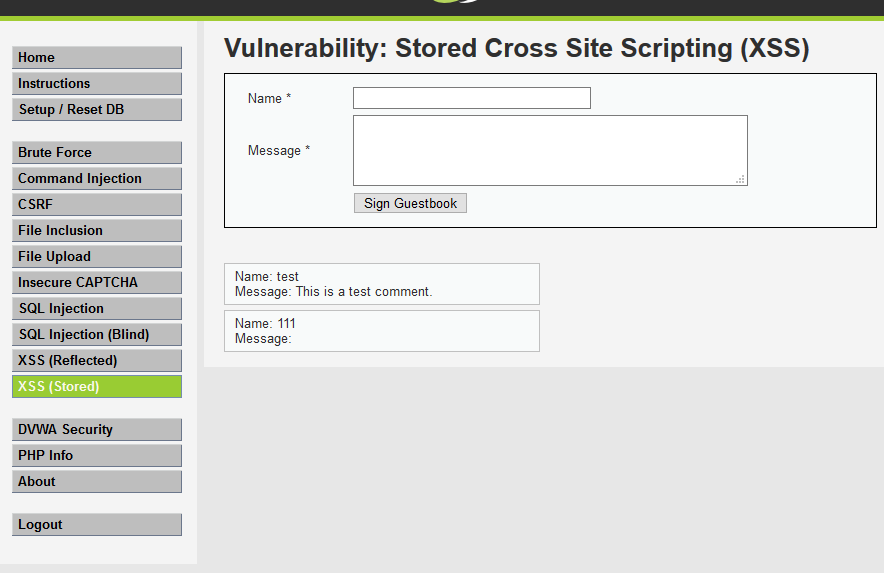 Home
Instructions
Setup / Reset DB
Brute Force
Command Injection
CSRF
File Inclusion
File Upload
Insecure CAPTCHA
SQL Injection
SQL Injection (Blind)
XSS (Reflected)
XSS (Stored)
DVWA Security
PHP Info
About
Logout
Vulnerability: Stored Cross Site Scripting (XSS)
Name *
Message *
Sign Guestbook
Name: test
Message: This is a test comment.
Name: 111
Message: